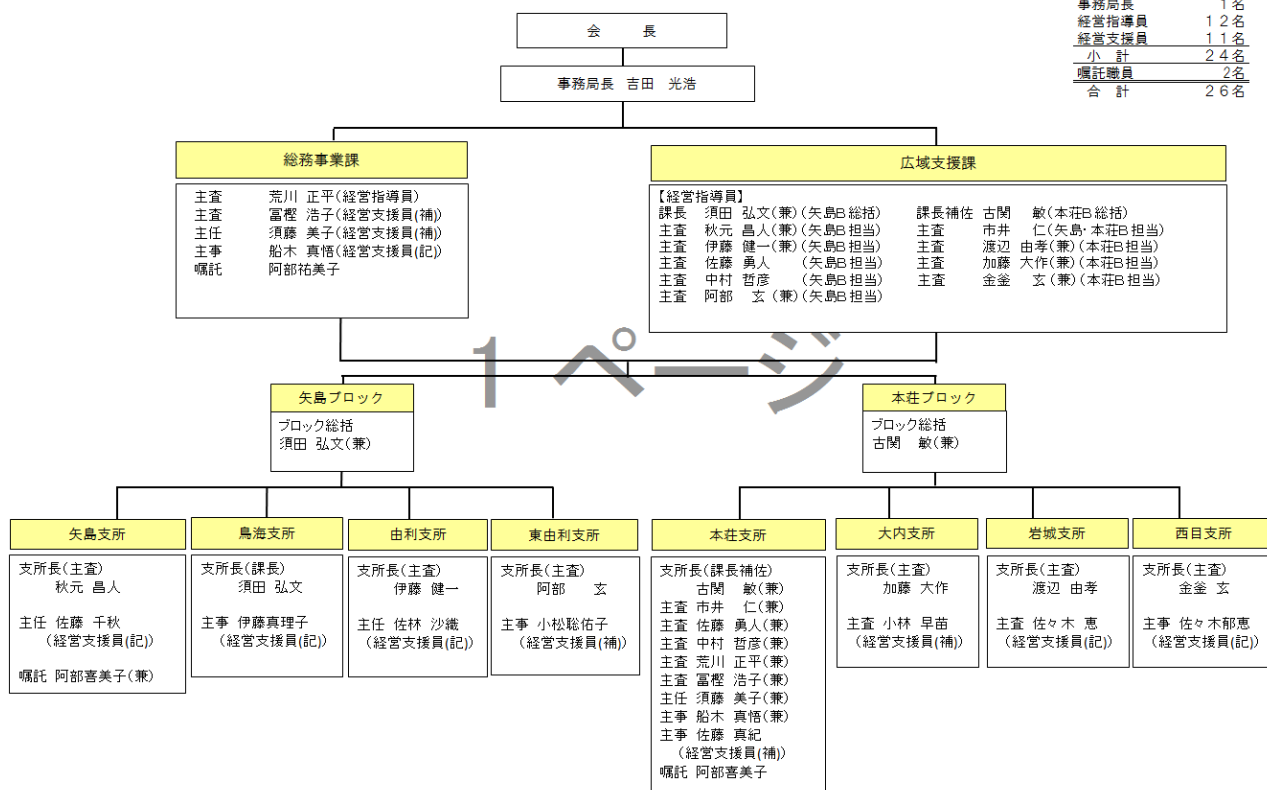 事務局長 1名
経営指導員 12名
経営支援員 11名
小 計 24名
嘱託職員 2名
合 計 26名
会 長
事務局長 吉田 光浩
総務事業課
主査 荒川 正平(経営指導員)
主査 冨樫 浩子(経営支援員(補)
主任 須藤 美子(経営支援員(補)
主事 船木 真悟(経営支援員(記)
嘱託 阿部祐美子
広域支援課
【経営指導員】
課長 須田 弘文(兼)(矢島B総括) 課長補佐 古関 敏(本荘B総括)
主査 秋元 昌人(兼)(矢島B担当) 主査 市井 仁(矢島・本荘B担当)
主査 伊藤 健一(兼)(矢島B担当) 主査 渡辺 由孝(兼)(本荘B担当)
主査 佐藤 勇人 (矢島B担当) 主査 加藤 大作(兼)(本荘B担当)
主査 中村 哲彦 (矢島B担当) 主査 金釜 玄(兼)(本荘B担当)
主査 阿部 玄(兼)(矢島B担当)
1ページ
矢島ブロック
ブロック総括
須田 弘文(兼)
本荘ブロック
ブロック総括
古関 敏(兼)
矢島支所
支所長(主査)
秋元 昌人
主任 佐藤 千秋
(経営支援員(記))
嘱託 阿部喜美子(兼)
鳥海支所
支所長(課長)
須田 弘文
主事 伊藤真理子
(経営支援員(記))
由利支所
支所長(主査)
伊藤 健一
主任 佐林 沙織
(経営支援員(記))
東由利支所
支所長(主査)
阿部 玄
主事 小松聡佑子
(経営支援員(補))
本荘支所
支所長(課長補佐)
古関 敏(兼)
主査 市井 仁(兼)
主査 佐藤 勇人(兼)
主査 中村 哲彦(兼)
主査 荒川 正平(兼)
主査 冨樫 浩子(兼)
主任 須藤 美子(兼)
主事 船木 真悟(兼)
主事 佐藤 真紀
(経営支援員(補))
嘱託 阿部喜美子
大内支所
支所長(主査)
加藤 大作
主査 小林 早苗
(経営支援員(補))
岩城支所
支所長(主査)
渡辺 由孝
主査 佐々木 恵
(経営支援員(記))
西目支所
支所長(主査)
金釜 玄
主事 佐々木郁恵
(経営支援員(記))